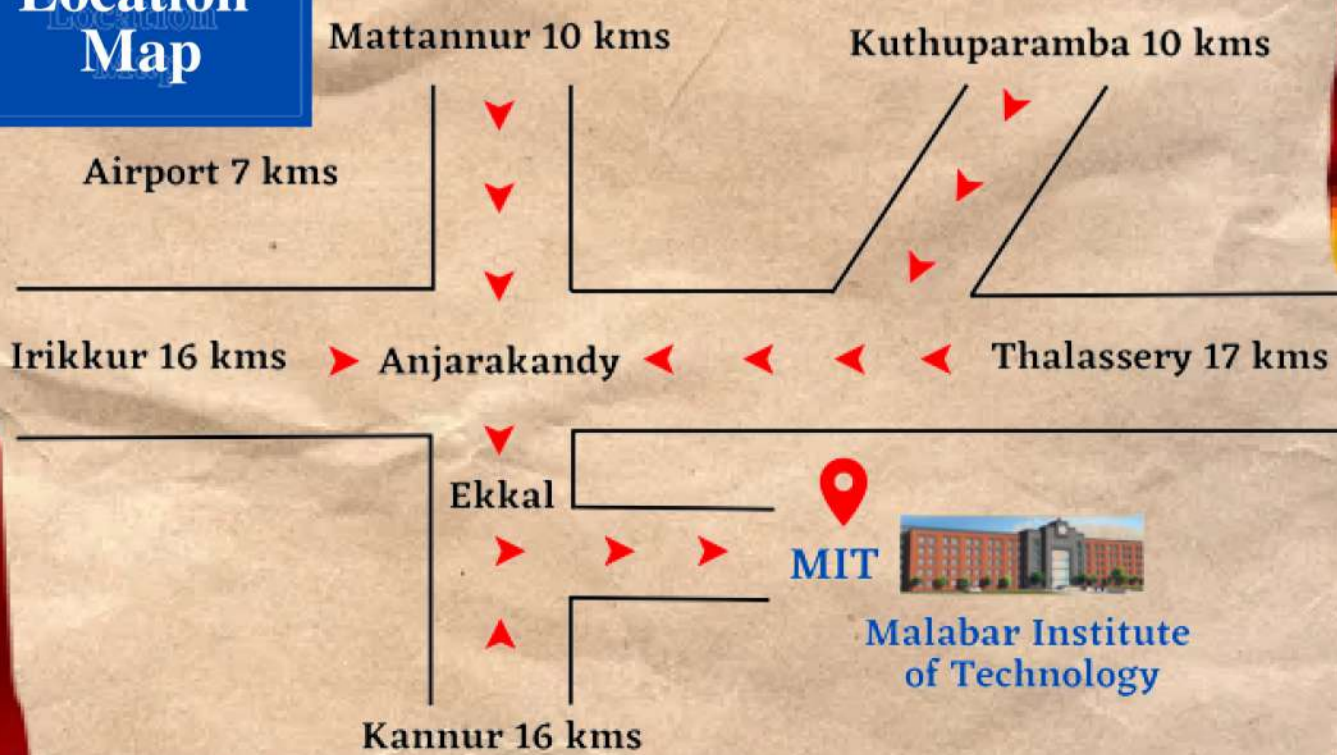 Location
Map
Mattannur 10 kms
Kuthuparamba 10 kms
Airport 7 kms
Irikkur 16 kms
Anjarakandy
Thalassery 17 kms
Ekkal
MIT
Malabar Institute
of Technology
Kannur 16 kms